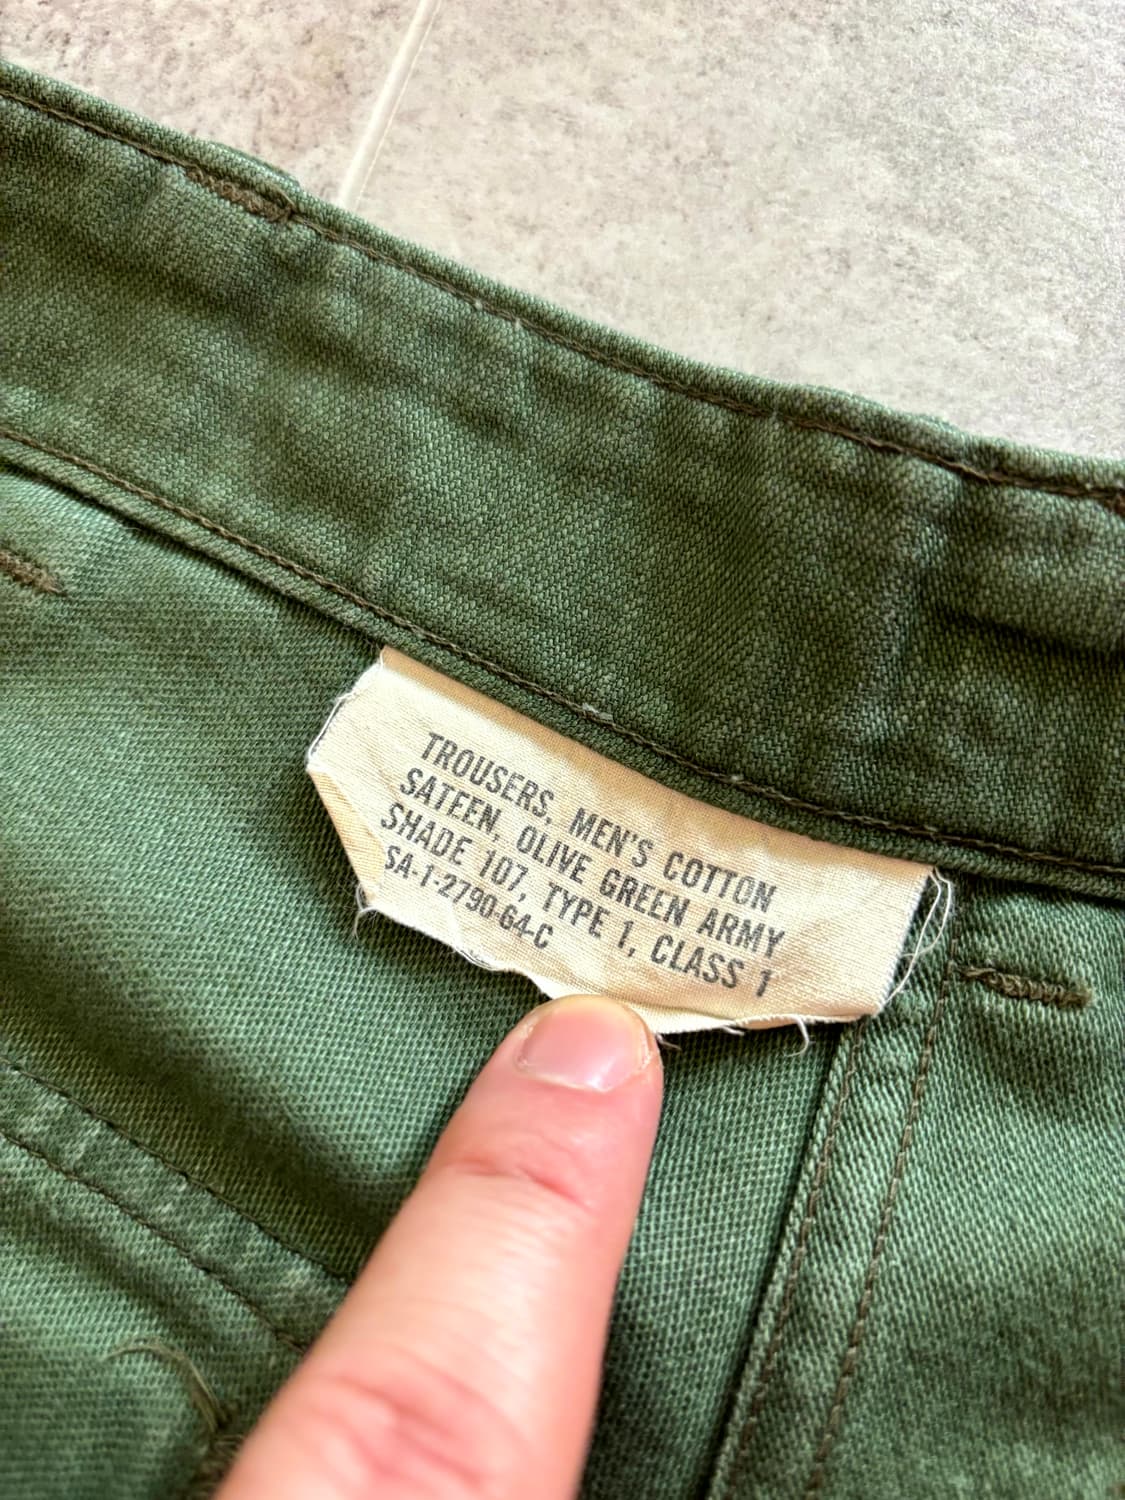 TROUSERS, MEN'S COTTON
SATEEN, OLIVE GREEN ARMY
SHADE 107, TYPE 1, CLASS 1
SA-1-2790-64-C